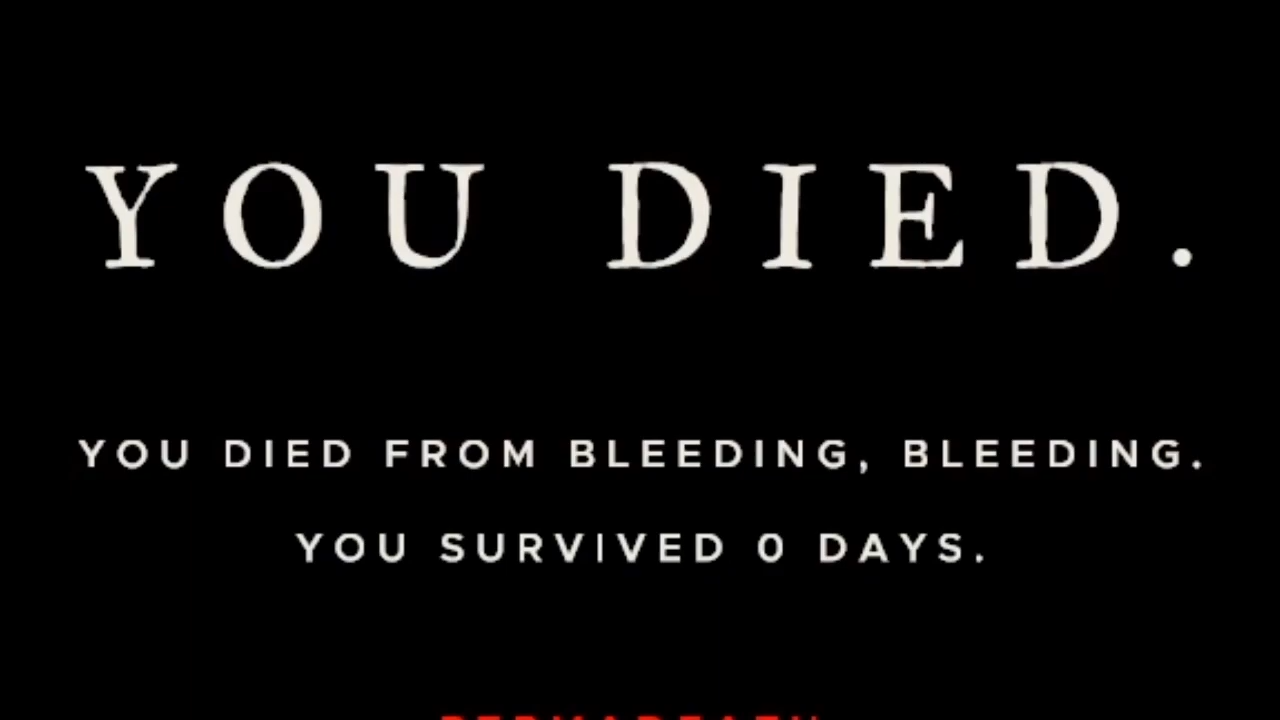 YOU DIED.
YOU DIED FROM BLEEDING, BLEEDING.
YOU SURVIVED 0 DAYS.